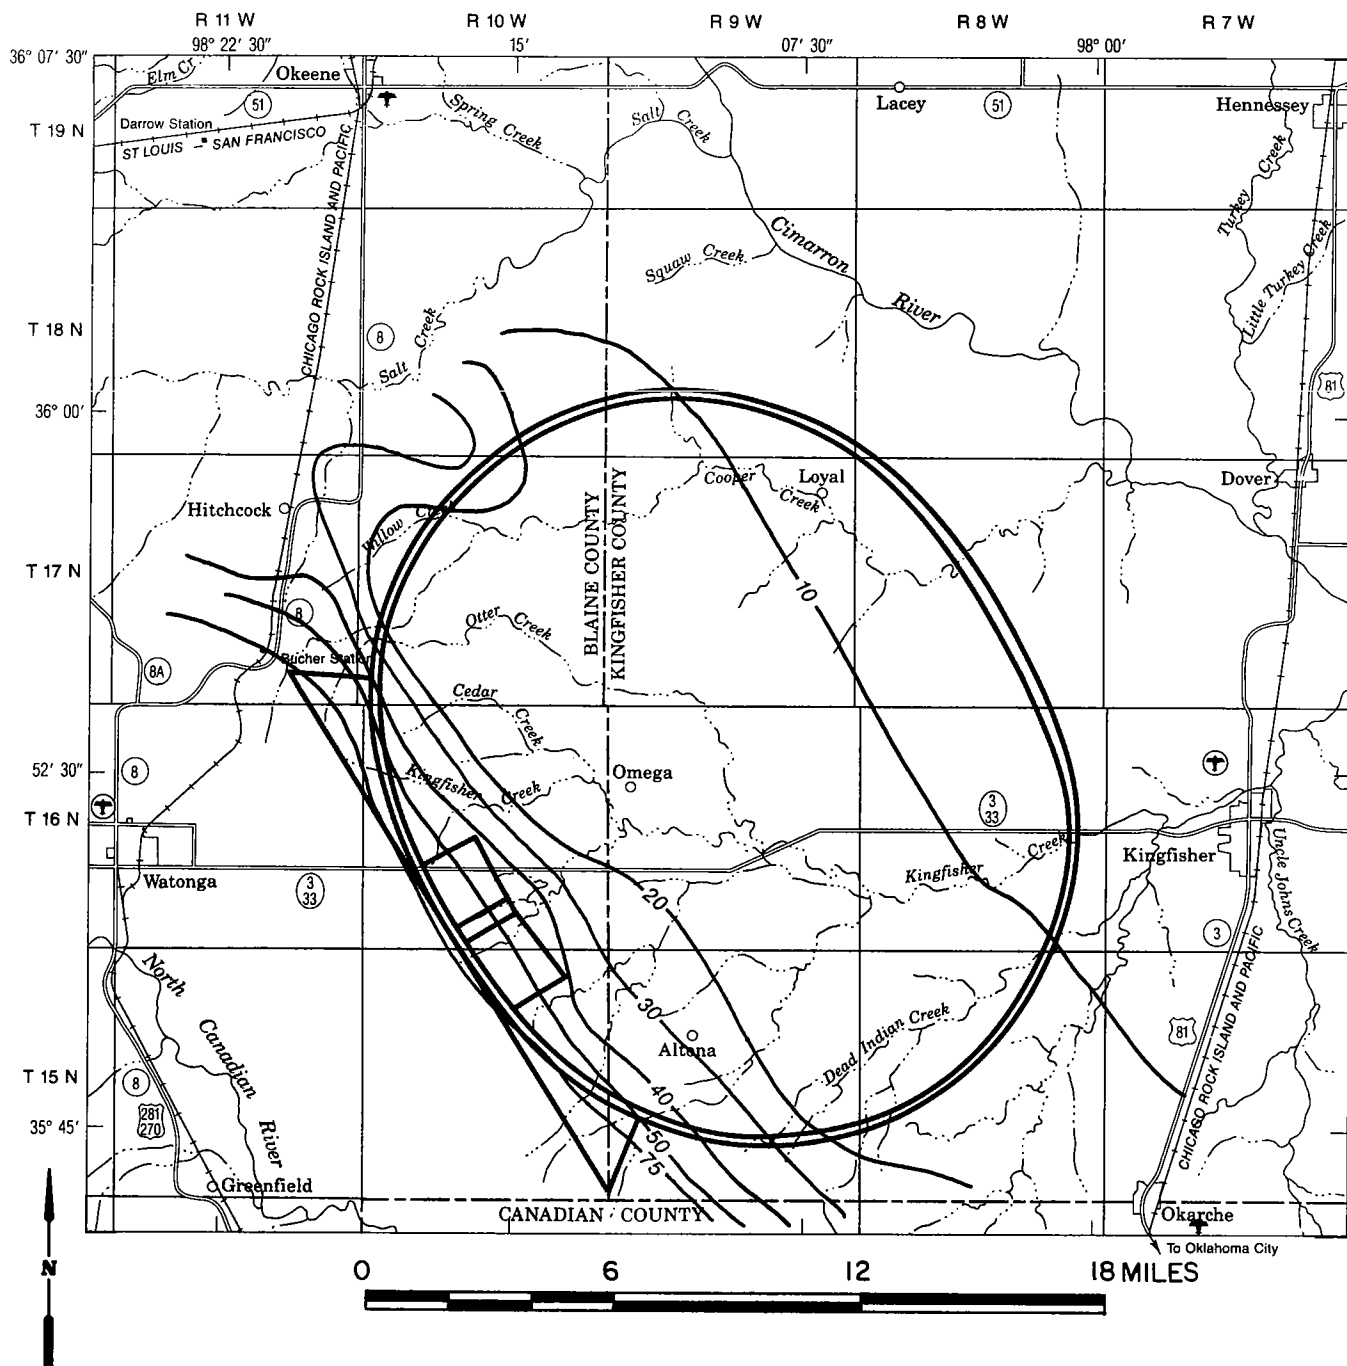 R 11 W
R 10 W
R 9 W
R 8 W
R 7 W
98° 22' 30"
15'
07' 30"
98° 00'
36° 07' 30"
Elm Cr
Okeene
51
Spring Creek
Salt Creek
Lacey
51
Hennessey
Darrow Station
T 19 N
ST LOUIS – SAN FRANCISCO
CHICAGO ROCK ISLAND AND PACIFIC
Turkey Creek
Cimarron River
Squaw Creek
Little Turkey Creek
T 18 N
8
Salt Creek
81
36° 00'
Cooper Creek
Loyal
Dover
Hitchcock
Willow
BLAINE COUNTY
KINGFISHER COUNTY
T 17 N
10
8
Otter Creek
Bucher Station
8A
Cedar Creek
52' 30"
8
Kingfisher Creek
Omega
3
33
T 16 N
Kingfisher Creek
Kingfisher
Uncle Johns Creek
Watonga
3
33
20
3
North Canadian River
30
Altona
Dead Indian Creek
81
CHICAGO ROCK ISLAND AND PACIFIC
T 15 N
8
40
281
270
35° 45'
50
75
Greenfield
CANADIAN COUNTY
Okarche
To Oklahoma City
N
0
6
12
18 MILES